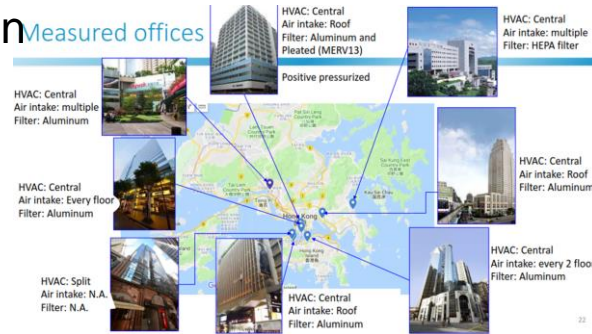 n
Measured offices
HVAC: Central
Air intake: Roof
Filter: Aluminum and
Pleated (MERV13)
Positive pressurized
HVAC: Central
Air intake: multiple
Filter: HEPA filter
HVAC: Central
Air intake: multiple
Filter: Aluminum
HVAC: Central
Air intake: Every floor
Filter: Aluminum
HVAC: Central
Air intake: Roof
Filter: Aluminum
HVAC: Split
Air intake: N.A.
Filter: N.A.
HVAC: Central
Air intake: Roof
Filter: Aluminum
HVAC: Central
Air intake: every 2 floor
Filter: Aluminum
Hong Kong
Hong Kong
Island
22